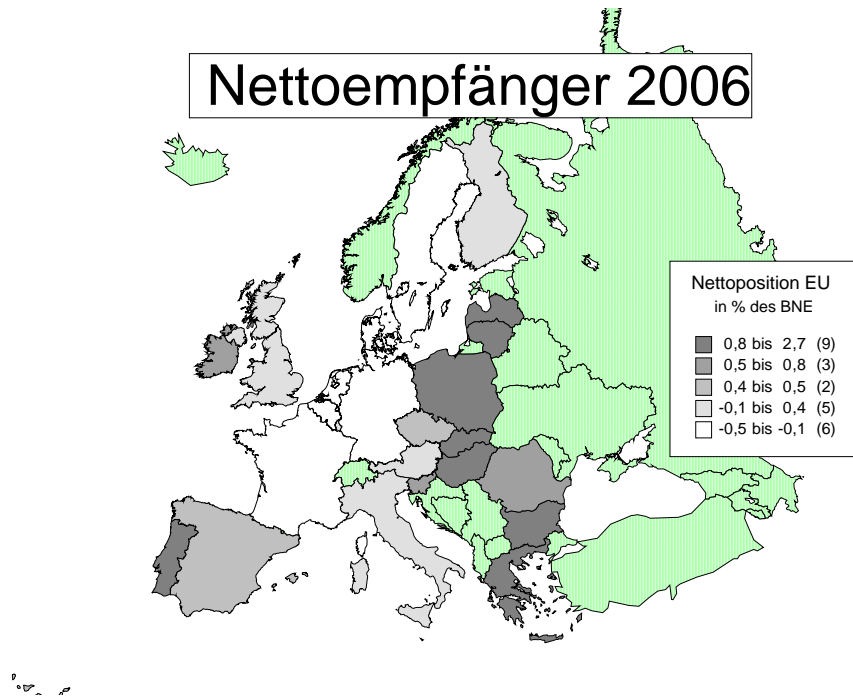 Nettoempfänger 2006
Nettoposition EU
in % des BNE
0,8 bis 2,7 (9)
0,5 bis 0,8 (3)
0,4 bis 0,5 (2)
-0,1 bis 0,4 (5)
-0,5 bis -0,1 (6)